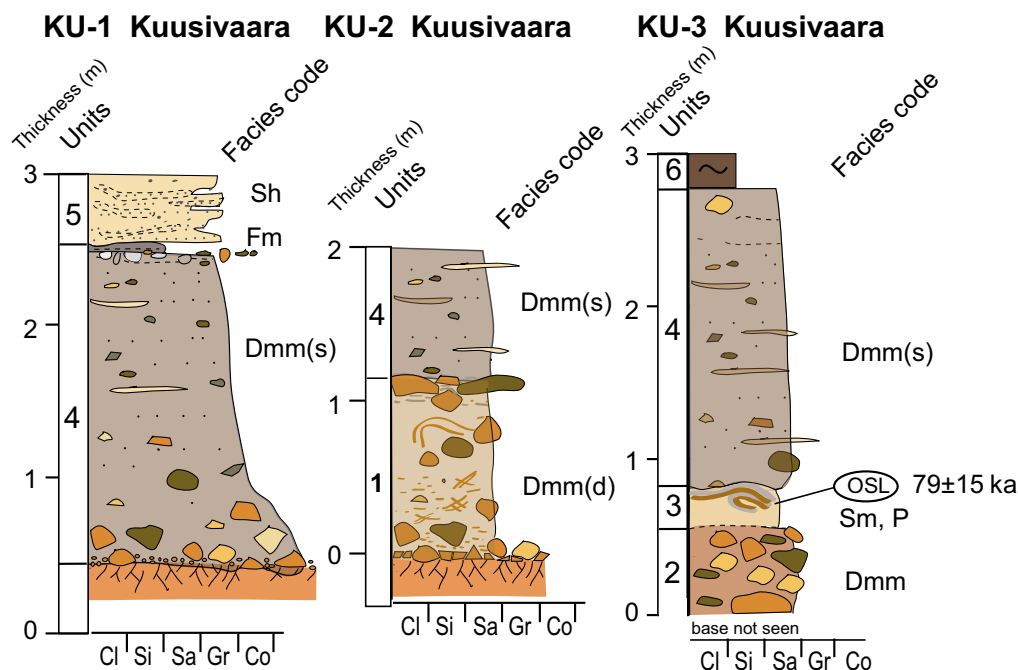 KU-1 Kuusivaara
Thickness (m)
Units
Facies code
3
2
1
0
5
4
Sh
Fm
Dmm(s)
Cl Si Sa Gr Co
KU-2 Kuusivaara
Thickness (m)
Units
Facies code
2
1
0
4
1
Dmm(s)
Dmm(d)
Cl Si Sa Gr Co
KU-3 Kuusivaara
Thickness (m)
Units
Facies code
3
2
1
0
6
4
3
2
Dmm(s)
OSL 79±15 ka
Sm, P
Dmm
base not seen
Cl Si Sa Gr Co